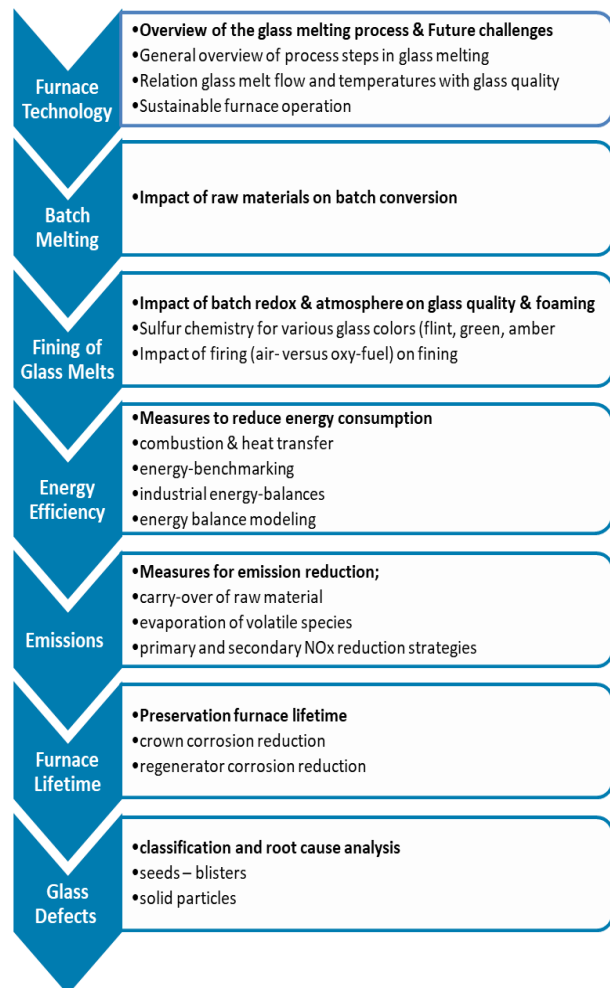 Furnace
Technology
•Overview of the glass melting process & Future challenges
•General overview of process steps in glass melting
•Relation glass melt flow and temperatures with glass quality
•Sustainable furnace operation
Batch
Melting
•Impact of raw materials on batch conversion
Fining of
Glass Melts
•Impact of batch redox & atmosphere on glass quality & foaming
•Sulfur chemistry for various glass colors (flint, green, amber
•Impact of firing (air- versus oxy-fuel) on fining
Energy
Efficiency
•Measures to reduce energy consumption
•combustion & heat transfer
•energy-benchmarking
•industrial energy-balances
•energy balance modeling
Emissions
•Measures for emission reduction;
•carry-over of raw material
•evaporation of volatile species
•primary and secondary NOx reduction strategies
Furnace
Lifetime
•Preservation furnace lifetime
•crown corrosion reduction
•regenerator corrosion reduction
Glass
Defects
•classification and root cause analysis
•seeds – blisters
•solid particles